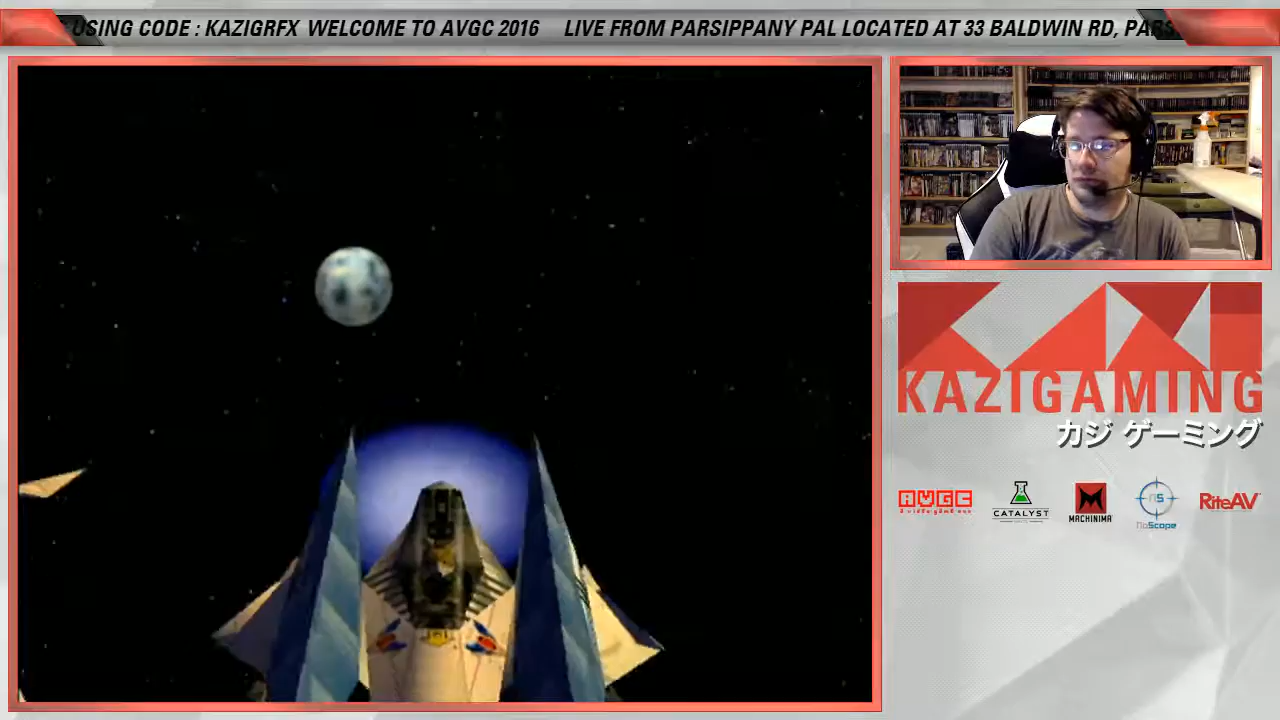 USING CODE : KAZIGRFX WELCOME TO AVGC 2016 LIVE FROM PARSIPPANY PAL LOCATED AT 33 BALDWIN RD, PARS
KAZIGAMING
カジ ゲーミング
AVGC
CATALYST
MACHINIMA
NS
NoScope
RiteAV